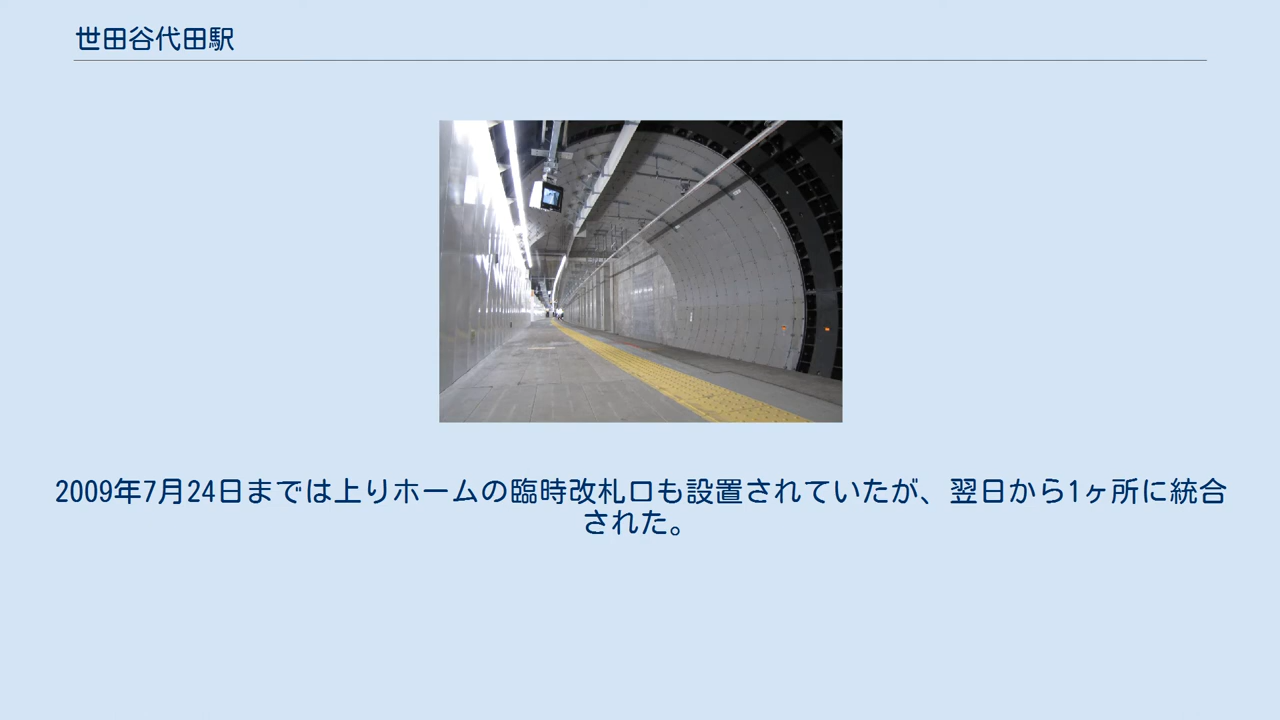 世田谷代田駅
2009年7月24日までは上りホームの臨時改札口も設置されていたが、翌日から1ヶ所に統合
された。